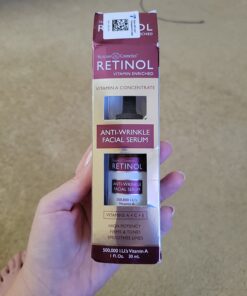 RETINOL
VITAMIN ENRICHED
VITAMIN A CONCENTRATE
ANTI-WRINKLE
FACIAL SERUM
RETINOL
ANTI-WRINKLE
FACIAL SERUM
VITAMINS A • C • E
HIGH POTENCY
FIRMS & TONES
SMOOTHES LINES
500,000 I.U.'s Vitamin A
1 Fl. Oz. 30 mL